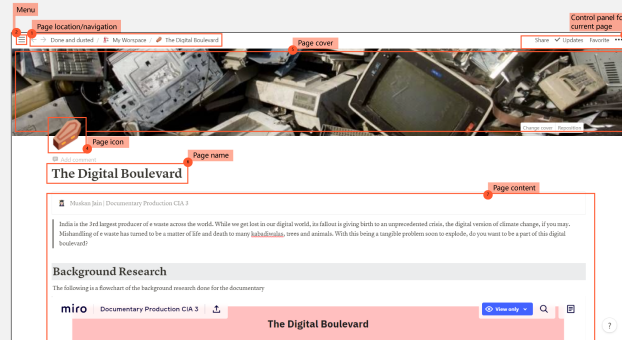 Menu
Page location/navigation
Control panel fo
current page
Done and dusted / My Worspace / The Digital Boulevard
Page cover
Share Updates Favorite
Change cover Reposition
Page icon
Add comment
Page name
The Digital Boulevard
Page content
Muskan Jain | Documentary Production CIA 3
India is the 3rd largest producer of e waste across the world. While we get lost in our digital world, its fallout is giving birth to an unprecedented crisis, the digital version of climate change, if you may.
Mishandling of e waste has turned to be a matter of life and death to many kabadiwalas, trees and animals. With this being a tangible problem soon to explode, do you want to be a part of this digital
boulevard?
Background Research
The following is a flowchart of the background research done for the documentary
miro Documentary Production CIA 3 View only
The Digital Boulevard
?